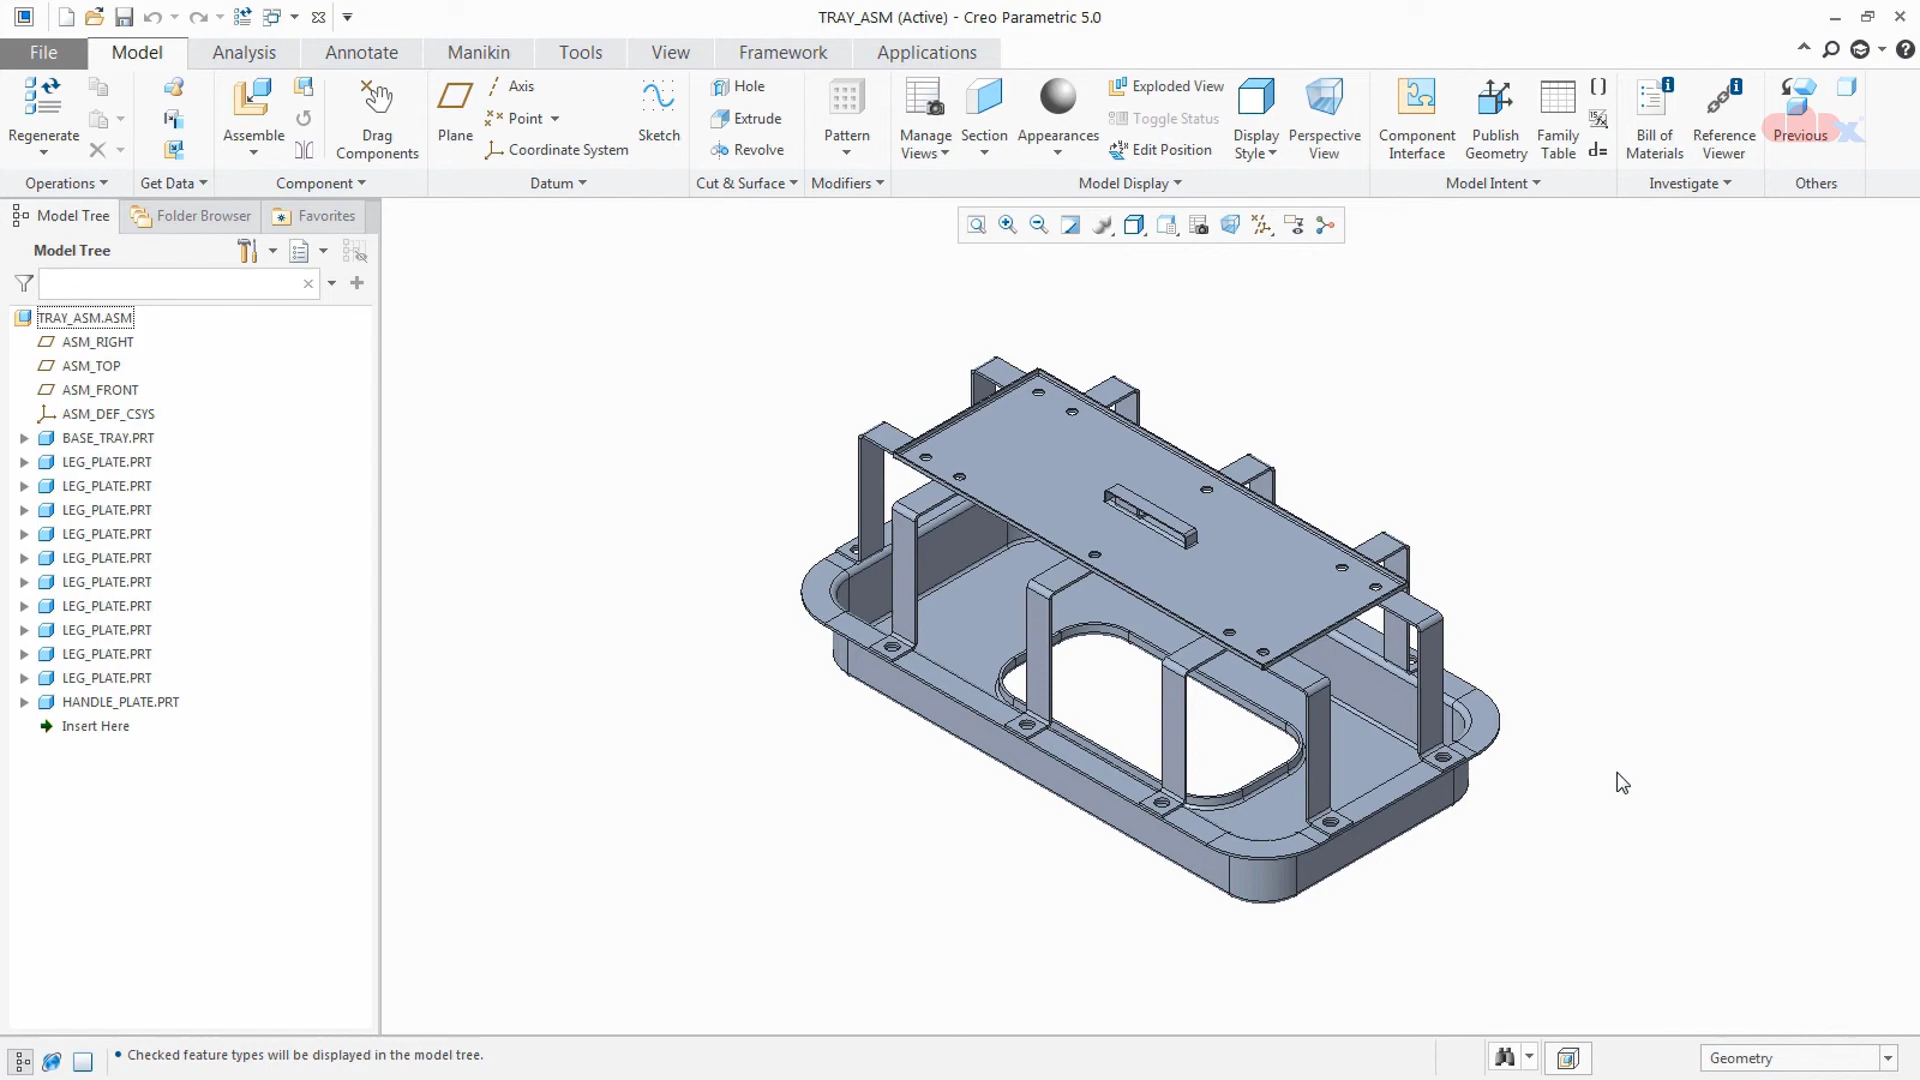 TRAY_ASM (Active) - Creo Parametric 5.0
File Model Analysis Annotate Manikin Tools View Framework Applications
Regenerate
Assemble
Drag
Components
Plane
Axis
Point
Coordinate System
Sketch
Hole
Extrude
Revolve
Pattern
Manage
Views
Section
Appearances
Exploded View
Toggle Status
Edit Position
Display
Style
Perspective
View
Component
Interface
Publish
Geometry
Family
Table
d=
Bill of
Materials
Reference
Viewer
Previous
Operations Get Data Component Datum Cut & Surface Modifiers Model Display Model Intent Investigate Others
Model Tree Folder Browser Favorites
Model Tree
TRAY_ASM.ASM
ASM_RIGHT
ASM_TOP
ASM_FRONT
ASM_DEF_CSYS
BASE_TRAY.PRT
LEG_PLATE.PRT
LEG_PLATE.PRT
LEG_PLATE.PRT
LEG_PLATE.PRT
LEG_PLATE.PRT
LEG_PLATE.PRT
LEG_PLATE.PRT
LEG_PLATE.PRT
LEG_PLATE.PRT
LEG_PLATE.PRT
HANDLE_PLATE.PRT
Insert Here
Checked feature types will be displayed in the model tree.
Geometry